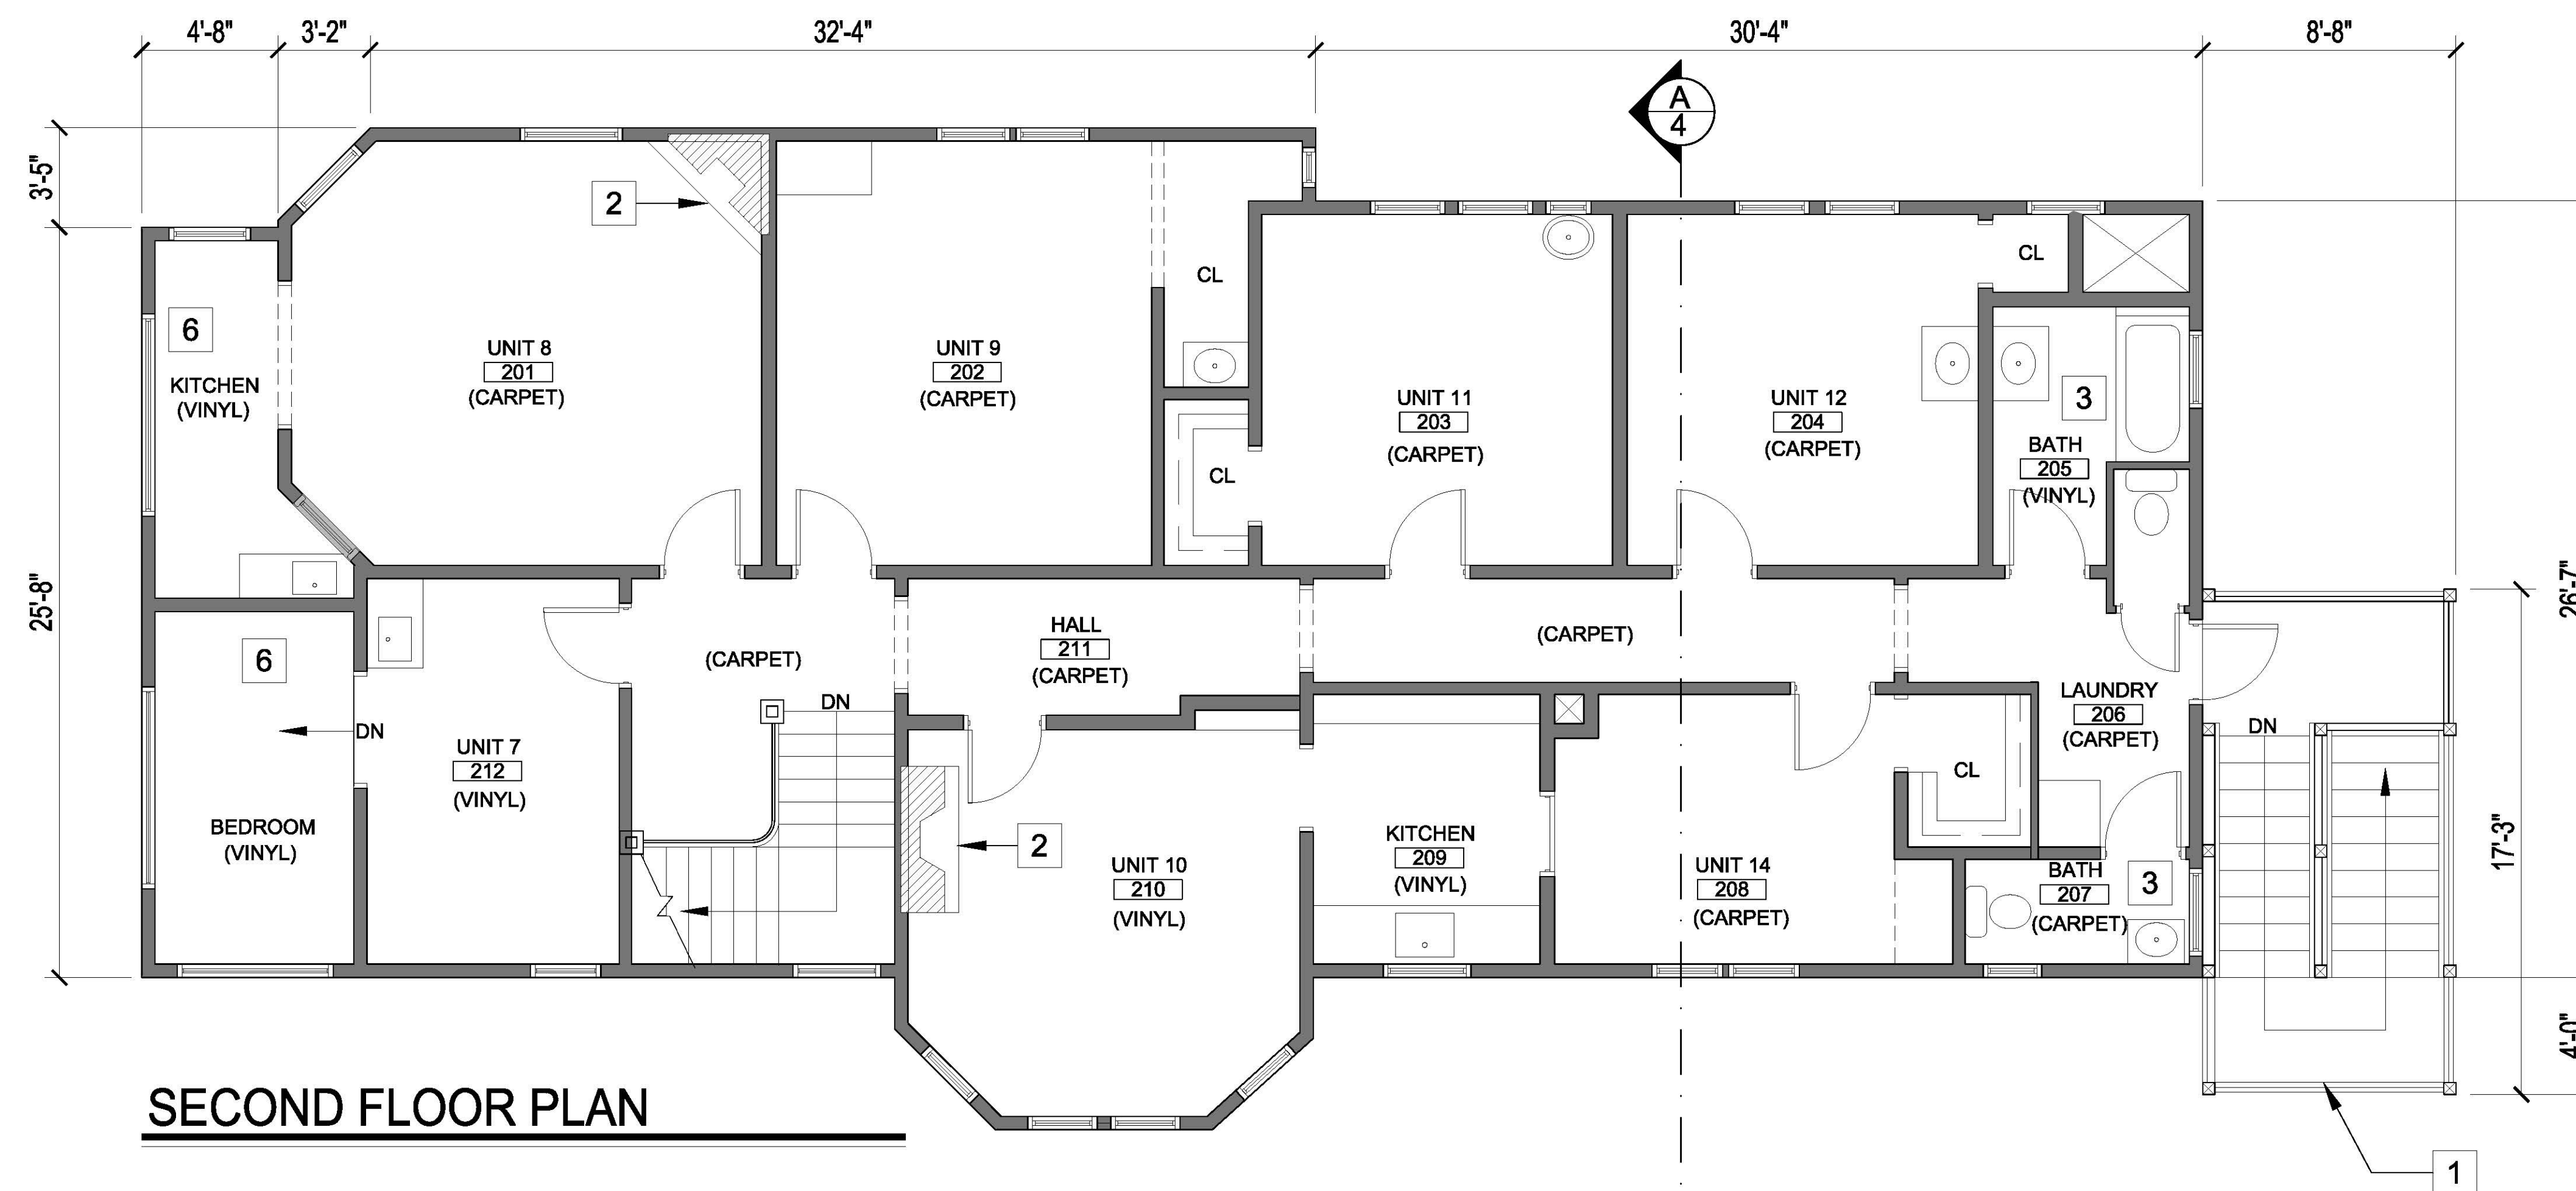 4'-8"
3'-2"
32'-4"
30'-4"
8'-8"
A
4
3'-5"
25'-8"
26'-7"
17'-3"
4'-0"
2
6
KITCHEN
(VINYL)
UNIT 8
201
(CARPET)
UNIT 9
202
(CARPET)
CL
CL
UNIT 11
203
(CARPET)
UNIT 12
204
(CARPET)
CL
3
BATH
205
(VINYL)
6
DN
BEDROOM
(VINYL)
UNIT 7
212
(VINYL)
(CARPET)
DN
HALL
211
(CARPET)
(CARPET)
2
UNIT 10
210
(VINYL)
KITCHEN
209
(VINYL)
UNIT 14
208
(CARPET)
CL
LAUNDRY
206
(CARPET)
BATH
207
(CARPET)
3
DN
1
SECOND FLOOR PLAN